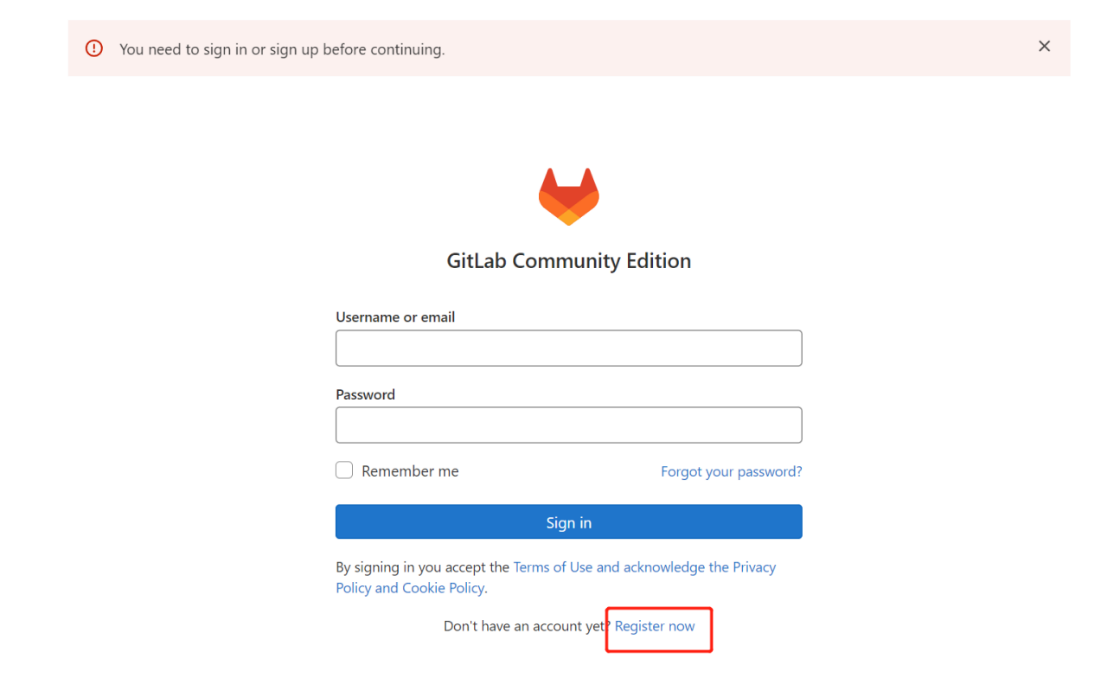 You need to sign in or sign up before continuing.
GitLab Community Edition
Username or email
Password
Remember me
Forgot your password?
Sign in
By signing in you accept the Terms of Use and acknowledge the Privacy
Policy and Cookie Policy.
Don't have an account yet? Register now